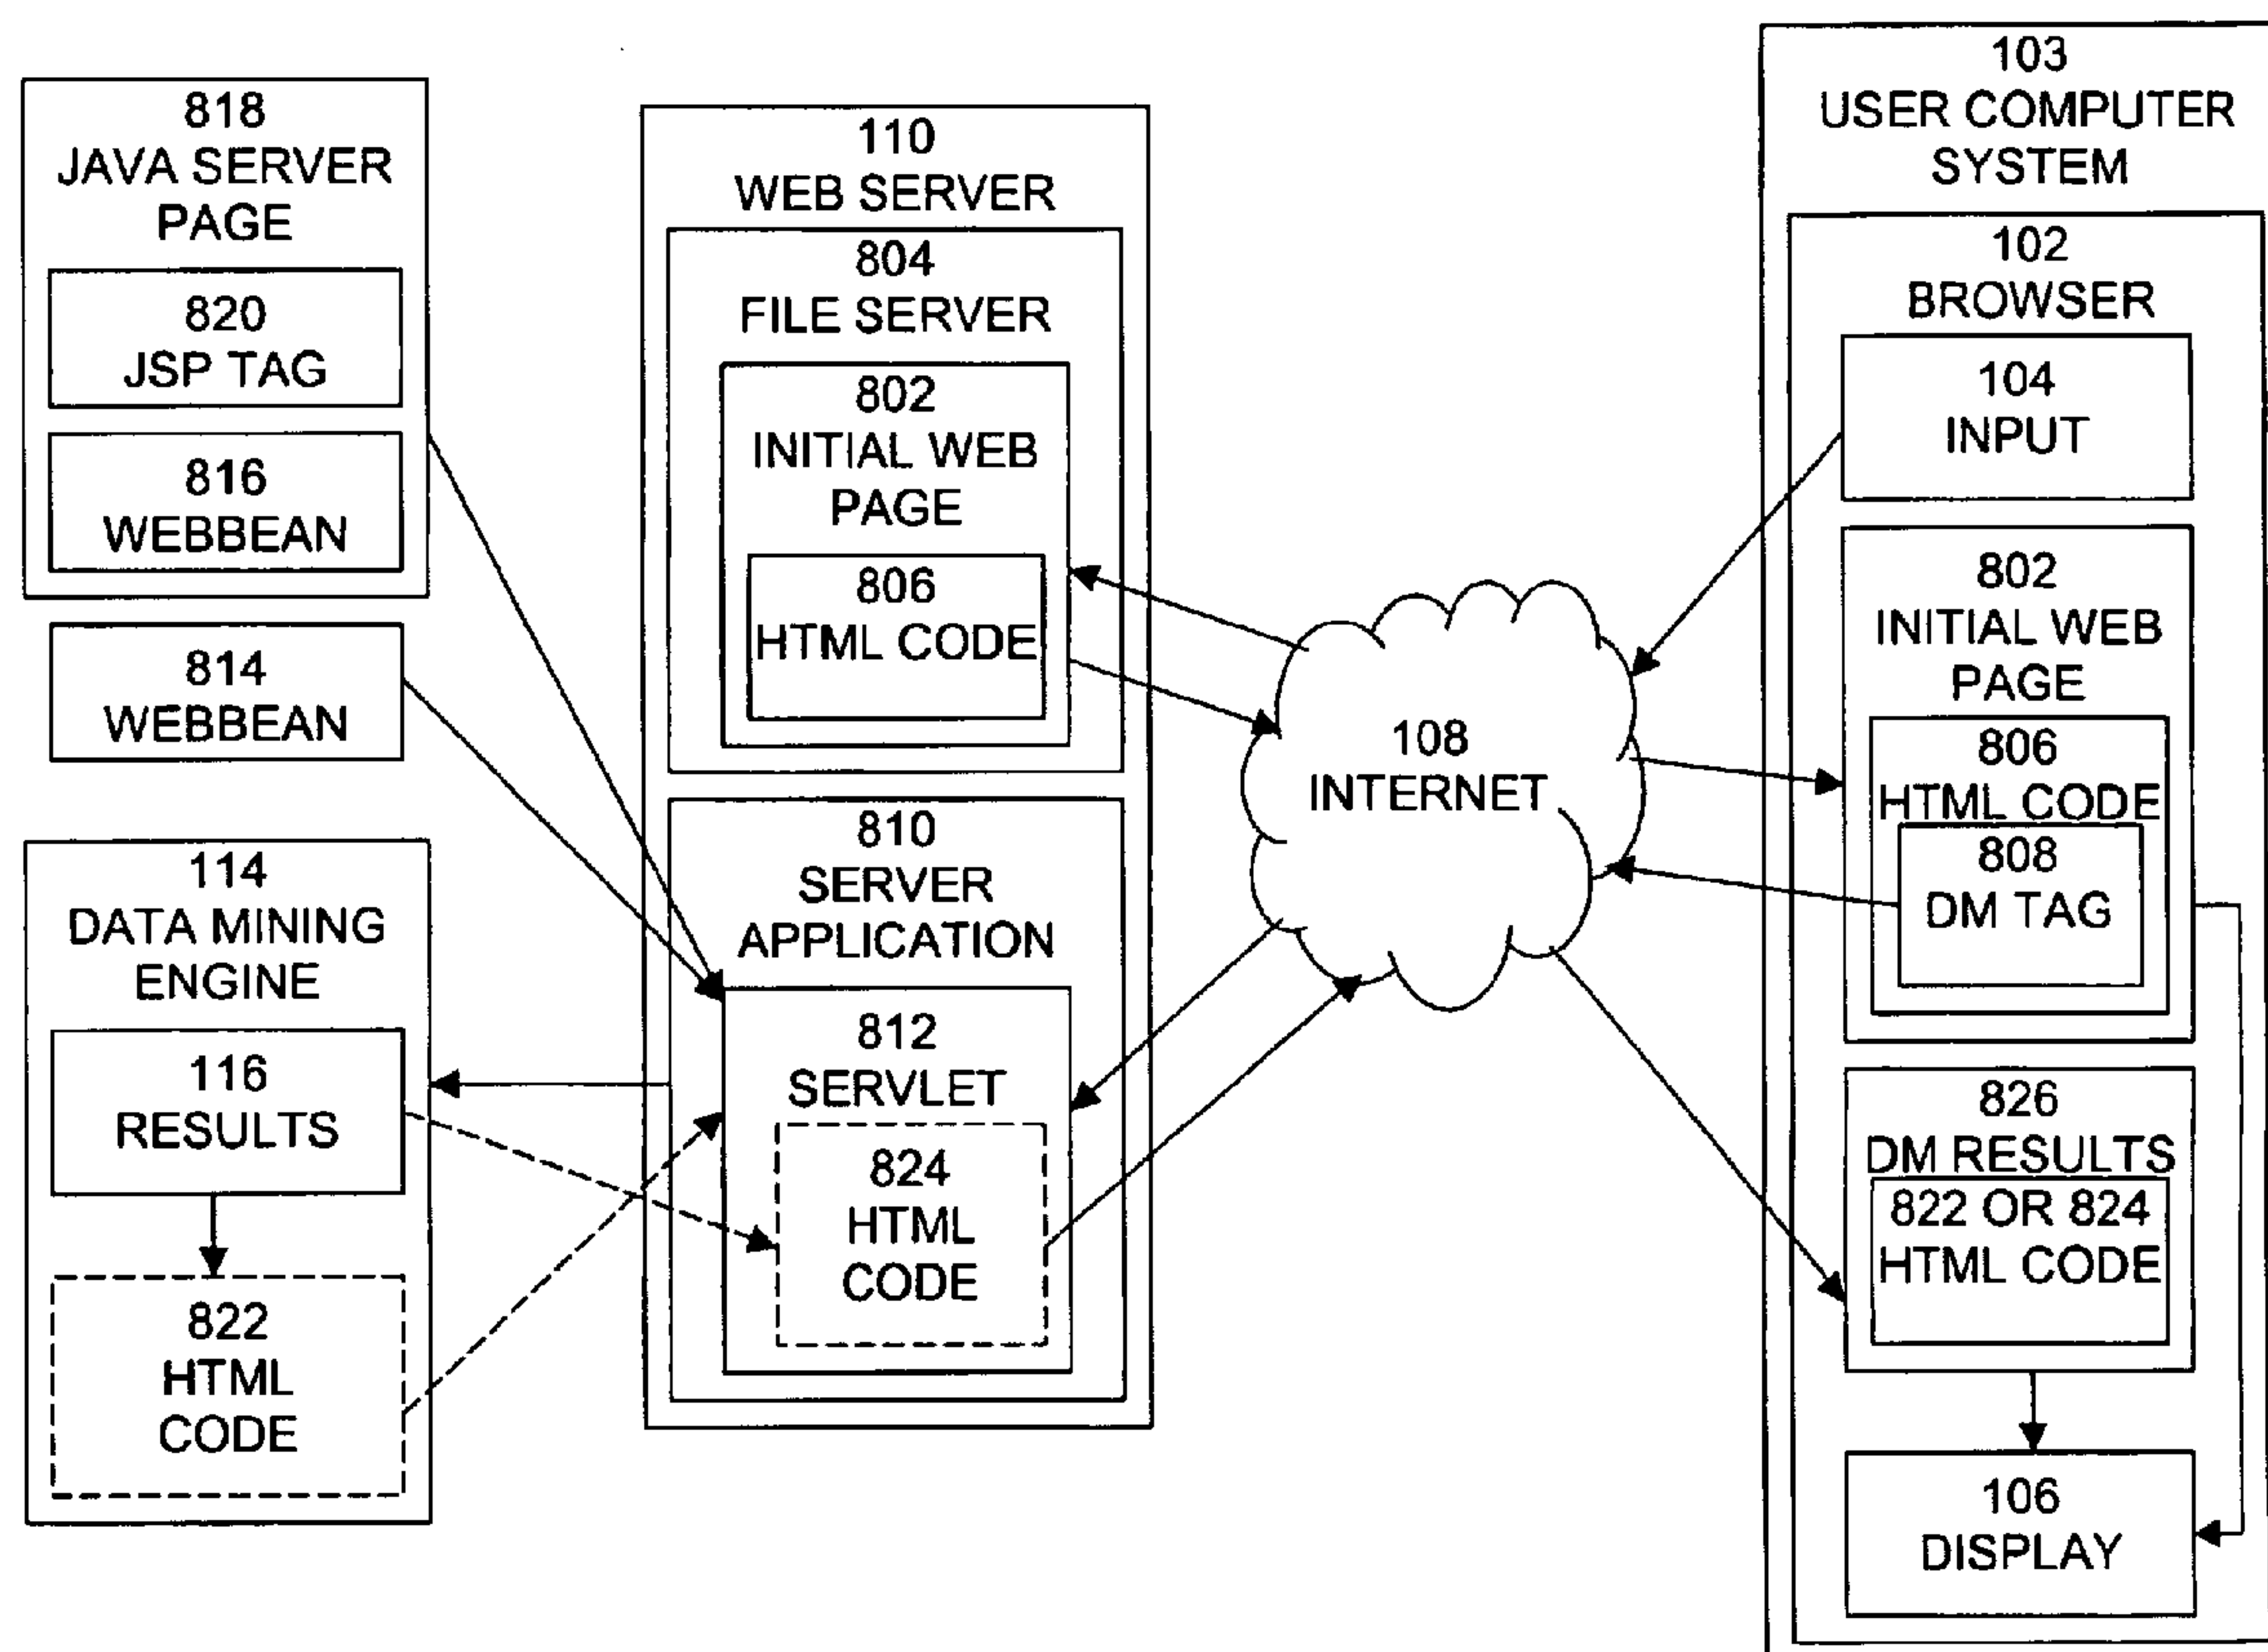 818
JAVA SERVER
PAGE
820
JSP TAG
816
WEBBEAN
814
WEBBEAN
114
DATA MINING
ENGINE
116
RESULTS
822
HTML
CODE
110
WEB SERVER
804
FILE SERVER
802
INITIAL WEB
PAGE
806
HTML CODE
810
SERVER
APPLICATION
812
SERVLET
824
HTML
CODE
108
INTERNET
103
USER COMPUTER
SYSTEM
102
BROWSER
104
INPUT
802
INITIAL WEB
PAGE
806
HTML CODE
808
DM TAG
826
DM RESULTS
822 OR 824
HTML CODE
106
DISPLAY